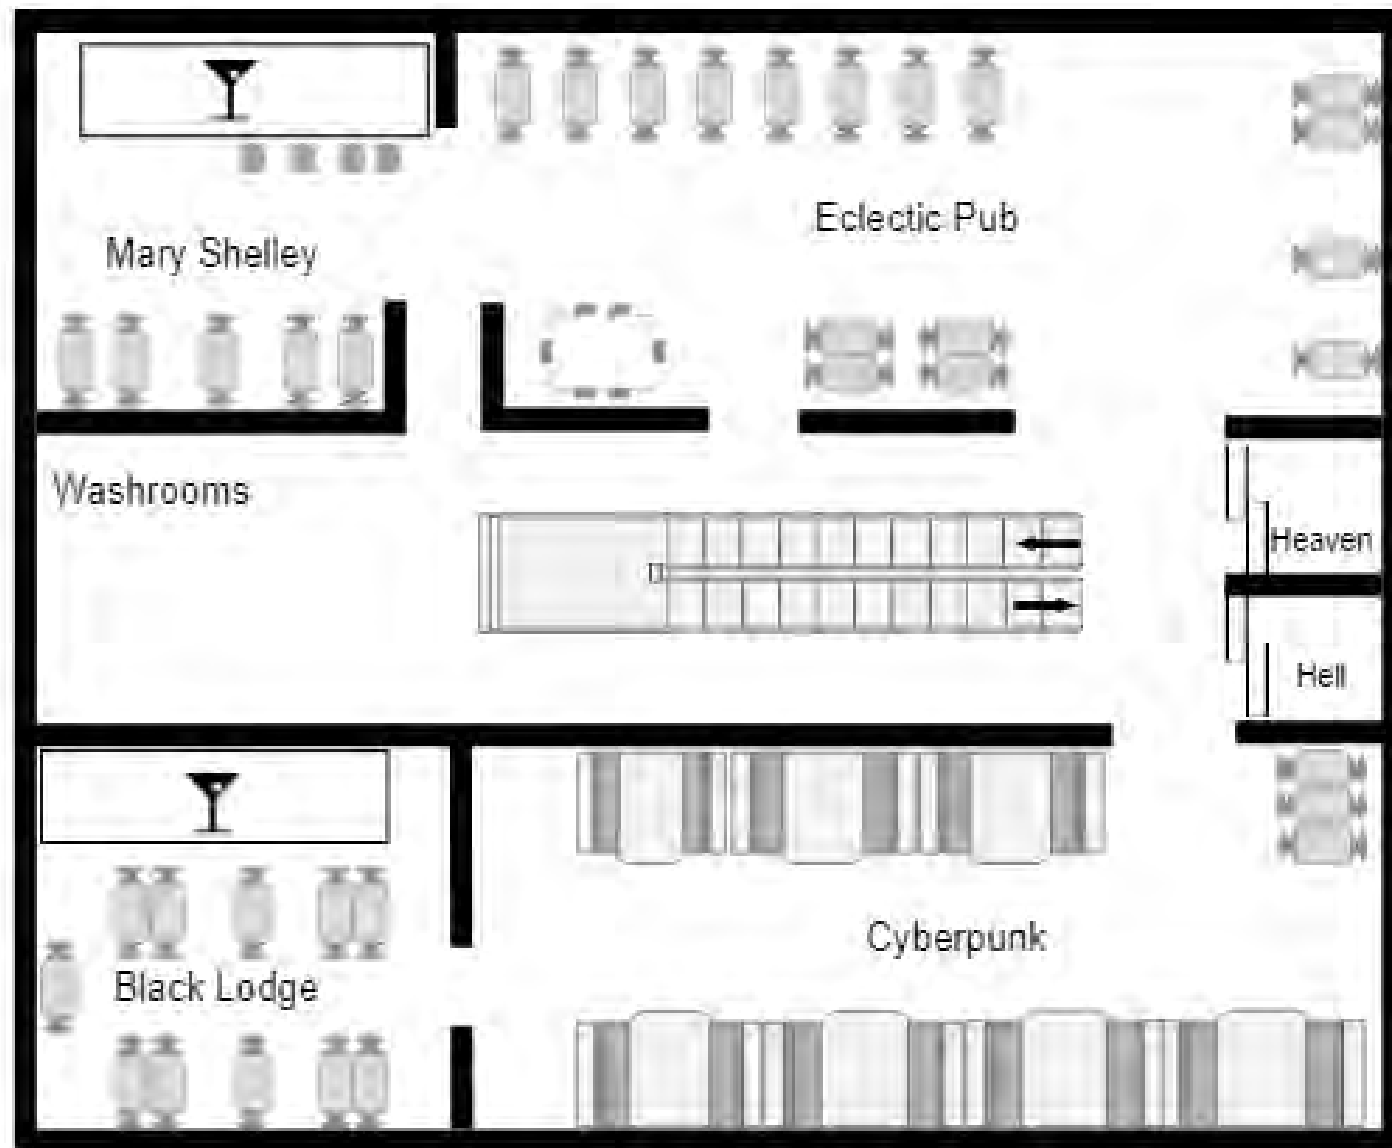 Eclectic Pub
Mary Shelley
Washrooms
Heaven
Hell
Cyberpunk
Black Lodge